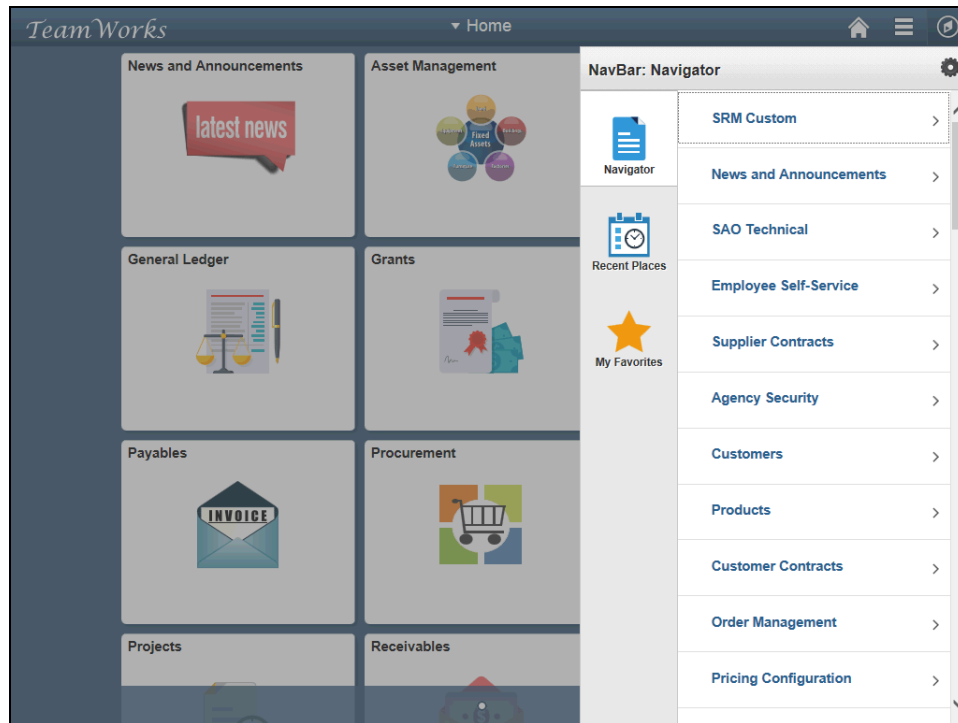 TeamWorks
Home
NavBar: Navigator
News and Announcements
Asset Management
latest news
Fixed
Assets
General Ledger
Grants
Payables
Procurement
INVOICE
Projects
Receivables
Navigator
Recent Places
My Favorites
SRM Custom
News and Announcements
SAO Technical
Employee Self-Service
Supplier Contracts
Agency Security
Customers
Products
Customer Contracts
Order Management
Pricing Configuration